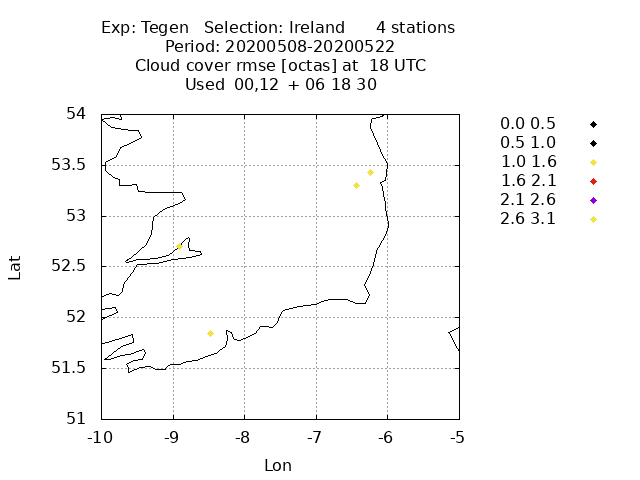 Exp: Tegen   Selection: Ireland      4 stations
Period: 20200508-20200522
Cloud cover rmse [octas] at  18 UTC
Used  00,12  + 06 18 30
54
53.5
53
52.5
52
51.5
51
-10 -9 -8 -7 -6 -5
Lat
Lon
0.0 0.5
0.5 1.0
1.0 1.6
1.6 2.1
2.1 2.6
2.6 3.1